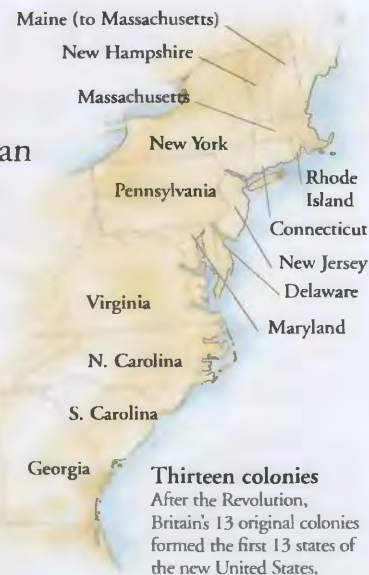 Maine (to Massachusetts)
New Hampshire
Massachusetts
an
New York
Pennsylvania
Rhode
Island
Connecticut
New Jersey
Delaware
Maryland
Virginia
N. Carolina
S. Carolina
Georgia
Thirteen colonies
After the Revolution,
Britain's 13 original colonies
formed the first 13 states of
the new United States.